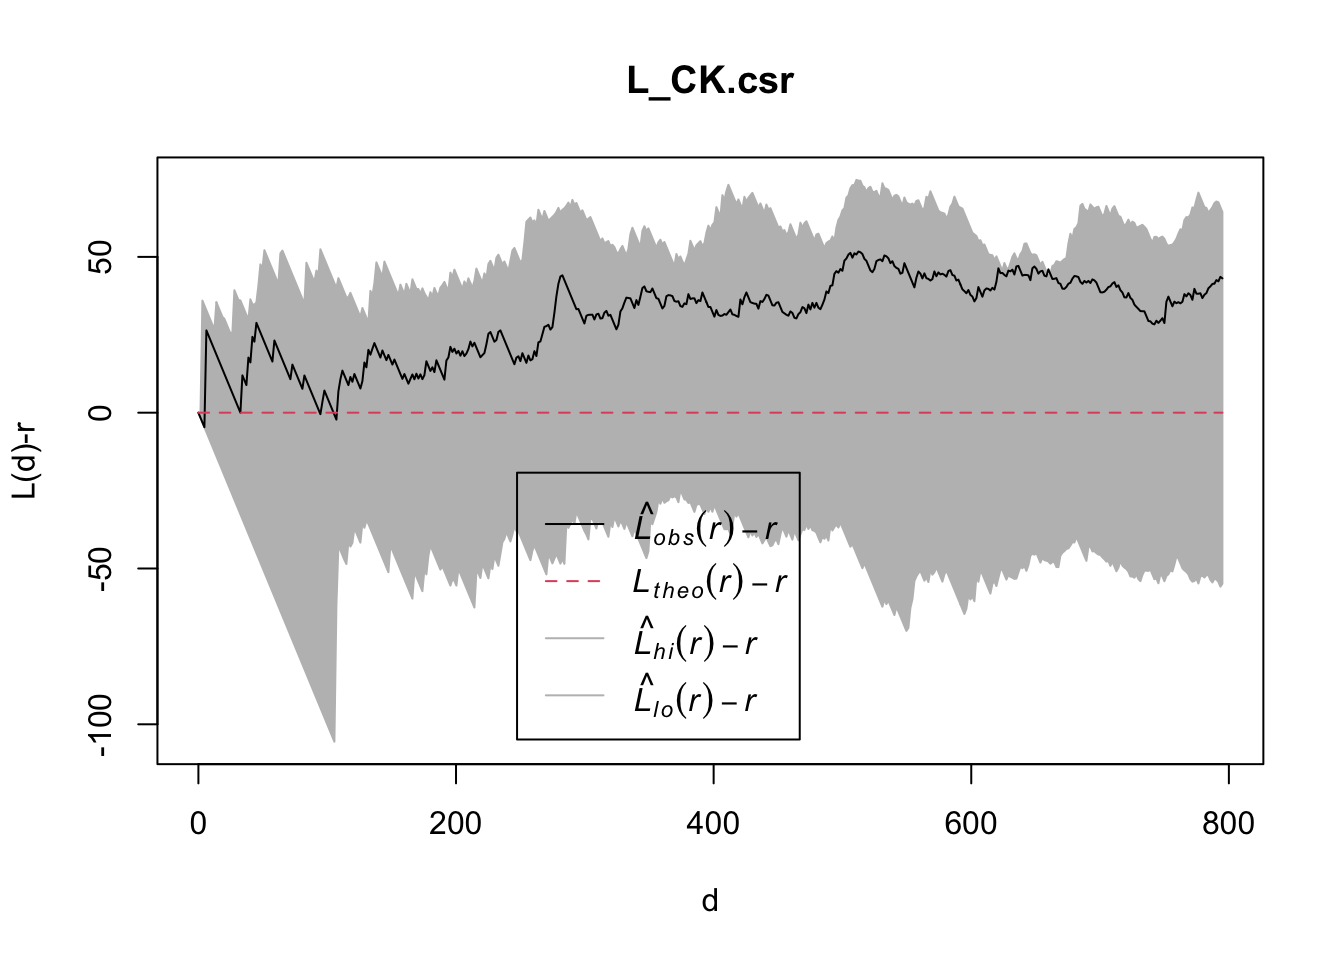 L_CK.csr
L(d)-r
50
0
-50
-100
L̂obs(r) − r
Ltheo(r) − r
L̂hi(r) − r
L̂lo(r) − r
0 200 400 600 800
d